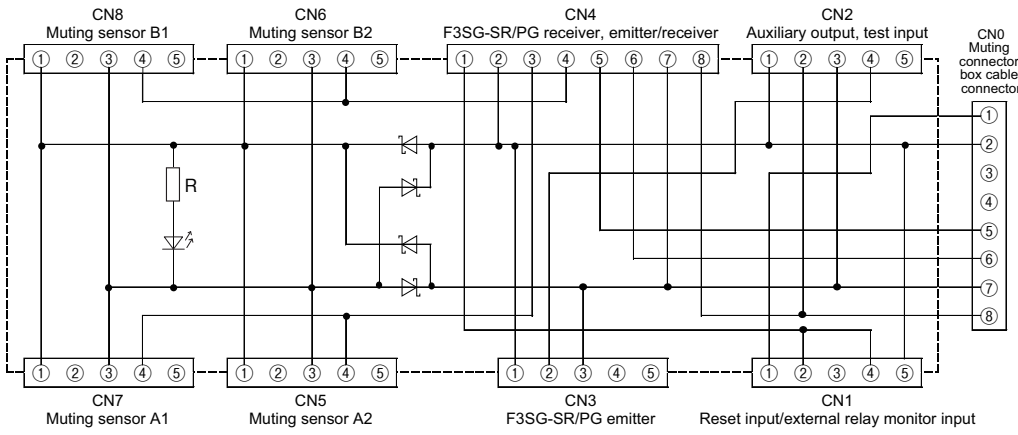 CN8
Muting sensor B1
CN6
Muting sensor B2
CN4
F3SG-SR/PG receiver, emitter/receiver
CN2
Auxiliary output, test input
CN0
Muting
connector
box cable
connector
① ② ③ ④ ⑤
① ② ③ ④ ⑤
① ② ③ ④ ⑤ ⑥ ⑦ ⑧
① ② ③ ④ ⑤
①
②
③
④
⑤
⑥
⑦
⑧
R
① ② ③ ④ ⑤
① ② ③ ④ ⑤
① ② ③ ④ ⑤
① ② ③ ④ ⑤
CN7
Muting sensor A1
CN5
Muting sensor A2
CN3
F3SG-SR/PG emitter
CN1
Reset input/external relay monitor input